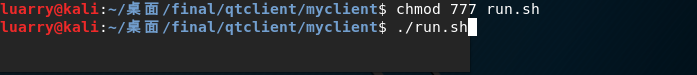 luarry@kali:~/桌面/final/qtclient/myclient$ chmod 777 run.sh
luarry@kali:~/桌面/final/qtclient/myclient$ ./run.sh